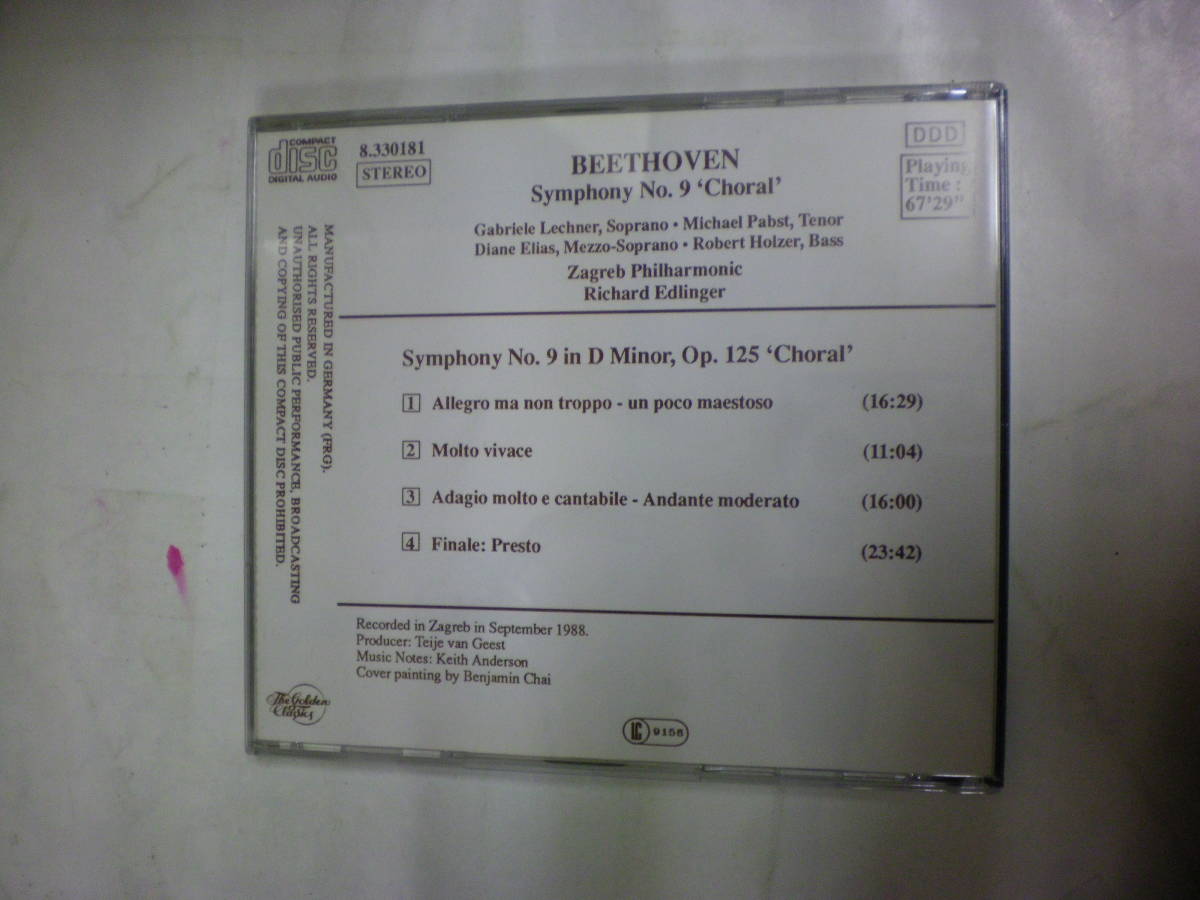 COMPACT
disc
DIGITAL AUDIO
8.330181
STEREO
BEETHOVEN
Symphony No. 9 ‘Choral’
Gabriele Lechner, Soprano • Michael Pabst, Tenor
Diane Elias, Mezzo-Soprano • Robert Holzer, Bass
Zagreb Philharmonic
Richard Edlinger
DDD
Playing
Time :
67’29”
MANUFACTURED IN GERMANY (FRG).
ALL RIGHTS RESERVED.
UNAUTHORISED PUBLIC PERFORMANCE, BROADCASTING
AND COPYING OF THIS COMPACT DISC PROHIBITED.
Symphony No. 9 in D Minor, Op. 125 ‘Choral’
1 Allegro ma non troppo - un poco maestoso (16:29)
2 Molto vivace (11:04)
3 Adagio molto e cantabile - Andante moderato (16:00)
4 Finale: Presto (23:42)
Recorded in Zagreb in September 1988.
Producer: Teije van Geest
Music Notes: Keith Anderson
Cover painting by Benjamin Chai
The Golden
Classics
LC 9158